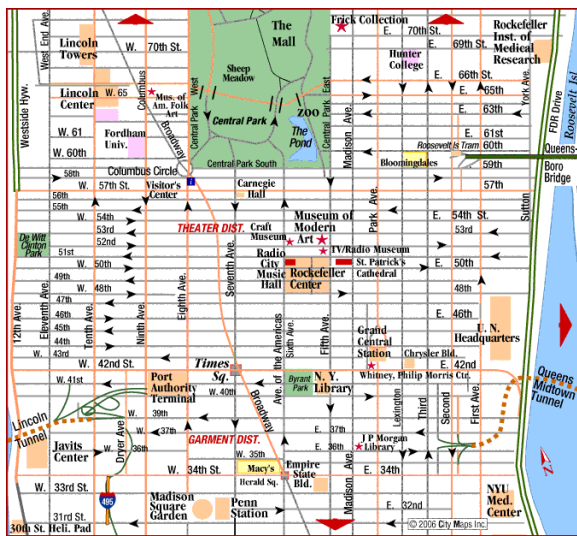 The
Mall
Frick Collection
E. 70th St.
Rockefeller
Inst. of
Medical
Research
West End Ave.
Lincoln
Towers
W. 70th St.
E. 69th St.
Hunter
College
Sheep
Meadow
Columbus
Central Park West
Central Park East
E. 66th St.
E. 65th
Westside Hyw.
Lincoln
Center
W. 65
Mus. of
Am. Folk
Art
Broadway
Central Park
ZOO
The
Pond
Madison Ave.
York Ave.
FDR Drive
Roosevelt Isl
E. 63th
W. 61
W. 60th
Fordham
Univ.
E. 61st
Roosevelt Is Tram
E. 60th
Bloomingdales
59th
Queens-
Boro
Bridge
Central Park South
Columbus Circle
58th
W. 57th St.
Visitor's
Center
Carnegie
Hall
57th
56th
55th
W. 54th
53rd
52nd
51st
W. 50th
49th
W. 48th
47th
46th
45th
44th
W. 43rd
W. 42nd St.
De Witt
Clinton
Park
THEATER DIST.
Craft
Museum
Museum of
Modern
Art
TV/Radio Museum
Park Ave.
E. 54th St.
53rd
Sutton
Radio
City
Music
Hall
Rockefeller
Center
St. Patrick's
Cathedral
E. 50th
48th
E. 46th
12th Ave.
Eleventh Ave.
Tenth Ave.
Ninth Ave.
Eighth Ave.
Seventh Ave.
Ave. of the Americas
Sixth Ave.
Fifth Ave.
Grand
Central
Station
Chrysler Bld.
U. N.
Headquarters
E. 42nd
Whitney, Philip Morris Ctr.
Times
Sq.
W. 41st
Port
Authority
Terminal
W. 40th
Bryant
Park
N. Y.
Library
Broadway
Lexington
Third
Second
First Ave.
Queens
Midtown
Tunnel
Lincoln
Tunnel
W. 39th
W. 37th
W. 36th
Dryer Ave.
GARMENT DIST.
E. 37th
E. 36th
J P Morgan
Library
Javits
Center
W. 35th
W. 34th St.
Macy's
Herald Sq.
Empire
State
Bld.
E. 34th
Madison Ave.
W. 33rd St.
495
Madison
Square
Garden
Penn
Station
E. 32nd
NYU
Med.
Center
31rd St.
30th St. Heli. Pad
© 2006 City Maps Inc.
N